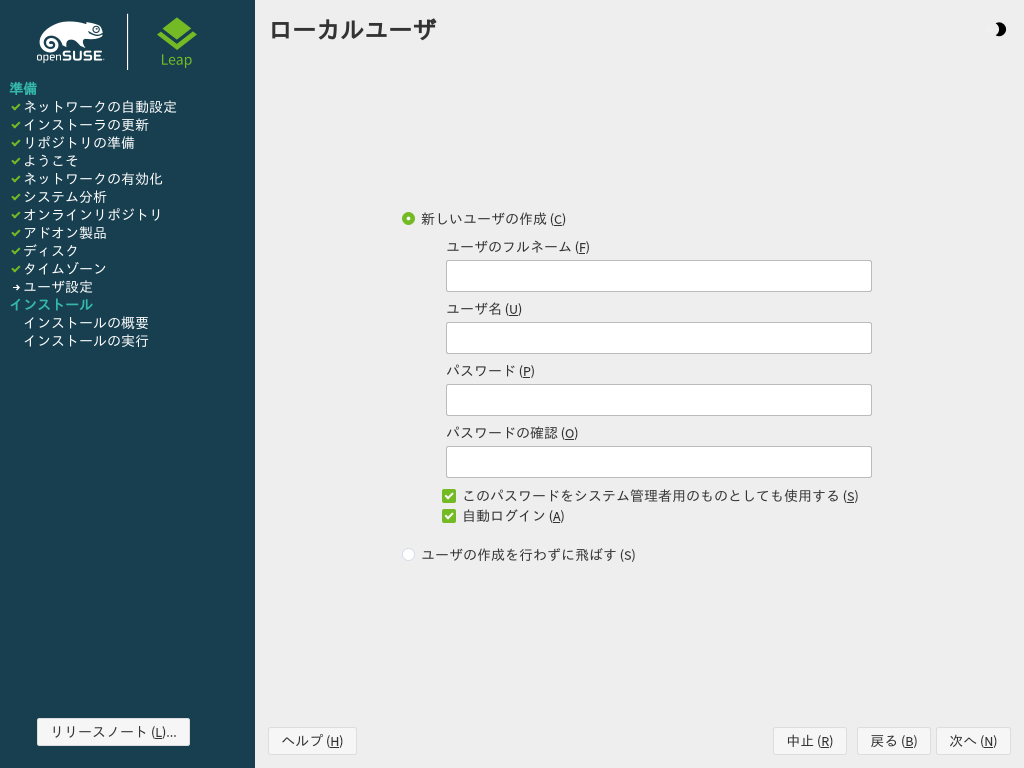 openSUSE
Leap
準備
ネットワークの自動設定
インストーラの更新
リポジトリの準備
ようこそ
ネットワークの有効化
システム分析
オンラインリポジトリ
アドオン製品
ディスク
タイムゾーン
ユーザ設定
インストール
インストールの概要
インストールの実行
リリースノート (L)...
ローカルユーザ
新しいユーザの作成 (C)
ユーザのフルネーム (F)
ユーザ名 (U)
パスワード (P)
パスワードの確認 (O)
このパスワードをシステム管理者用のものとしても使用する (S)
自動ログイン (A)
ユーザの作成を行わずに飛ばす (S)
ヘルプ (H)
中止 (R)
戻る (B)
次へ (N)